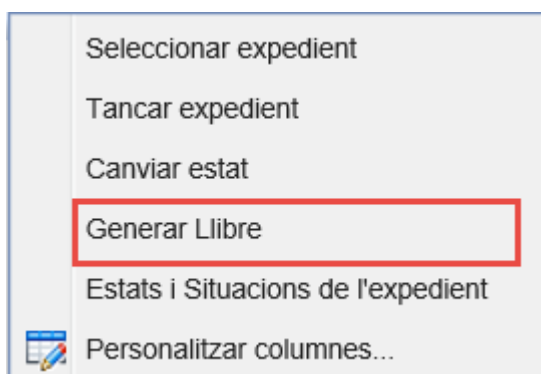 Seleccionar expedient
Tancar expedient
Canviar estat
Generar Llibre
Estats i Situacions de l'expedient
Personalitzar columnes...